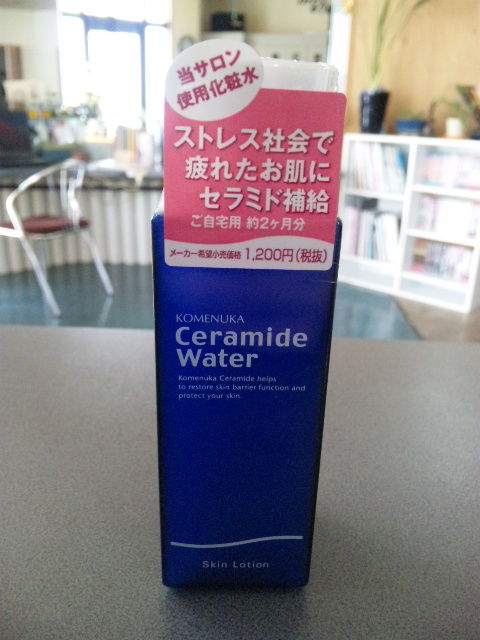 当サロン
使用化粧水
ストレス社会で
疲れたお肌に
セラミド補給
ご自宅用 約2ヶ月分
メーカー希望小売価格 1,200円(税抜)
KOMENUKA
Ceramide
Water
Komenuka Ceramide helps
to restore skin barrier function and
protect your skin.
Skin Lotion